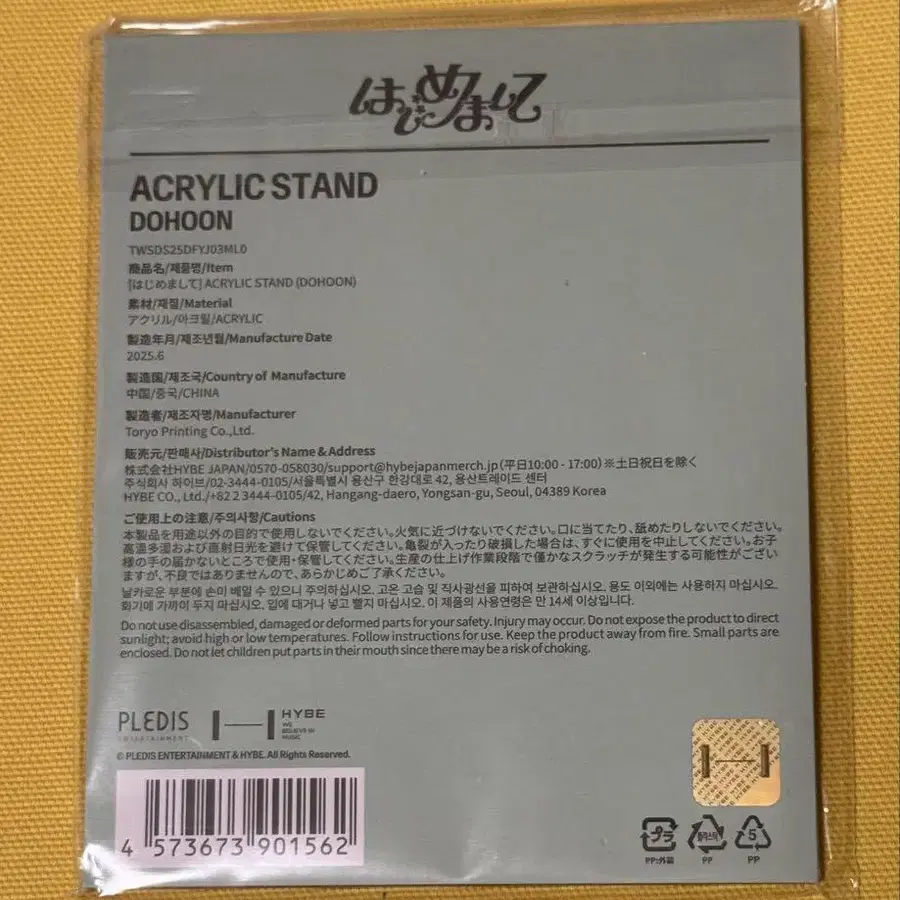 はじめまして
ACRYLIC STAND
DOHOON
TWSDS25DFYJ03ML0
商品名/제품명/Item
[はじめまして] ACRYLIC STAND (DOHOON)
素材/재질/Material
アクリル/아크릴/ACRYLIC
製造年月/제조년월/Manufacture Date
2025.6
製造国/제조국/Country of Manufacture
中国/중국/CHINA
製造者/제조자명/Manufacturer
Toryo Printing Co.,Ltd.
販売元/판매사/Distributor's Name & Address
株式会社HYBE JAPAN/0570-058030/support@hybejapanmerch.jp(平日10:00 - 17:00)※土日祝日を除く
주식회사 하이브/02-3444-0105/서울특별시 용산구 한강대로 42, 용산트레이드 센터
HYBE CO., Ltd./+82 2 3444-0105/42, Hangang-daero, Yongsan-gu, Seoul, 04389 Korea
ご使用上の注意/주의사항/Cautions
本製品を用途以外の目的で使用しないでください。火気に近づけないでください。口に当てたり、舐めたりしないでください。
高温多湿および直射日光を避けて保管してください。亀裂が入ったり破損した場合は、すぐに使用を中止してください。お子
様の手の届かないところで使用・保管してください。生産の仕上げ作業段階で僅かなスクラッチが発生する可能性がござい
ますが、不良ではありませんので、あらかじめご了承ください。
날카로운 부분에 손이 베일 수 있으니 주의하십시오. 고온 고습 및 직사광선을 피하여 보관하십시오. 용도 이외에는 사용하지 마십시오.
화기에 가까이 두지 마십시오. 입에 대거나 넣고 빨지 마십시오. 이 제품의 사용연령은 만 14세 이상입니다.
Do not use disassembled, damaged or deformed parts for your safety. Injury may occur. Do not expose the product to direct
sunlight; avoid high or low temperatures. Follow instructions for use. Keep the product away from fire. Small parts are
enclosed. Do not let children put parts in their mouth since there may be a risk of choking.
PLEDIS
ENTERTAINMENT
HYBE
WE
BELIEVE IN
MUSIC
© PLEDIS ENTERTAINMENT & HYBE. All Rights Reserved.
4 573673 901562
プラ
PP:外装
PP
5
PP